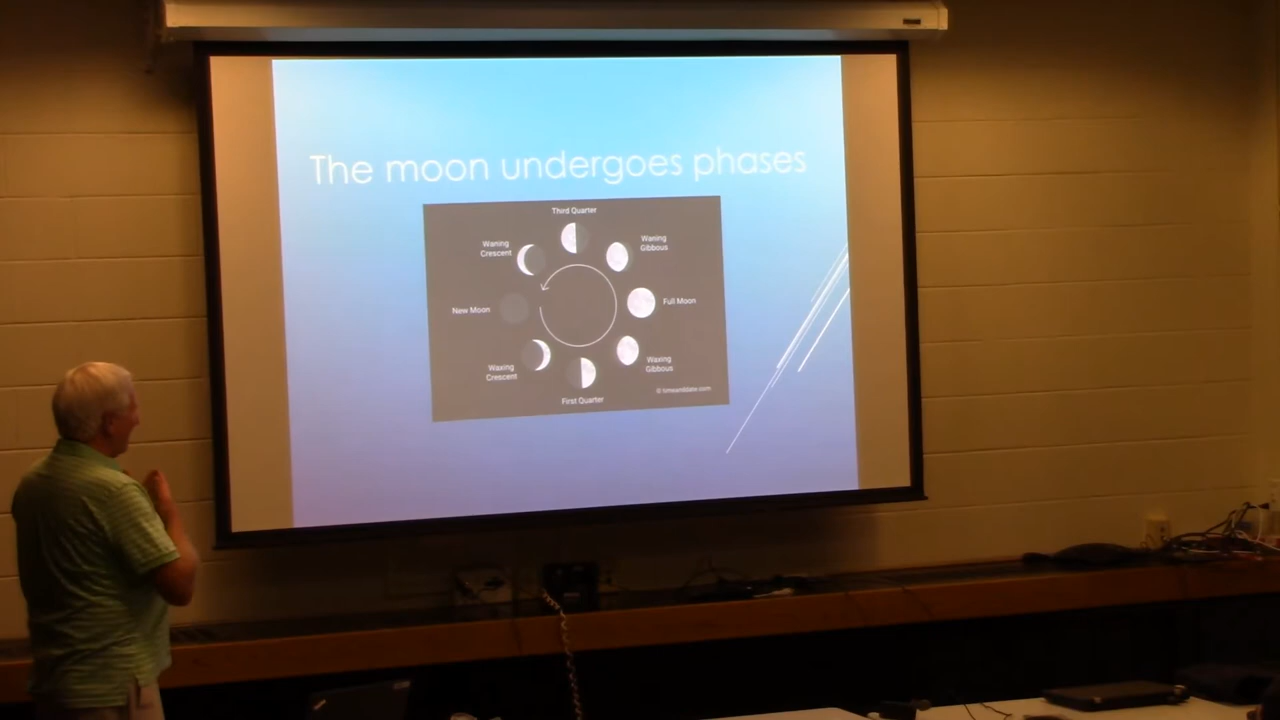 The moon undergoes phases
Third Quarter
Waning
Crescent
Waning
Gibbous
New Moon
Full Moon
Waxing
Crescent
Waxing
Gibbous
First Quarter
© timeanddate.com